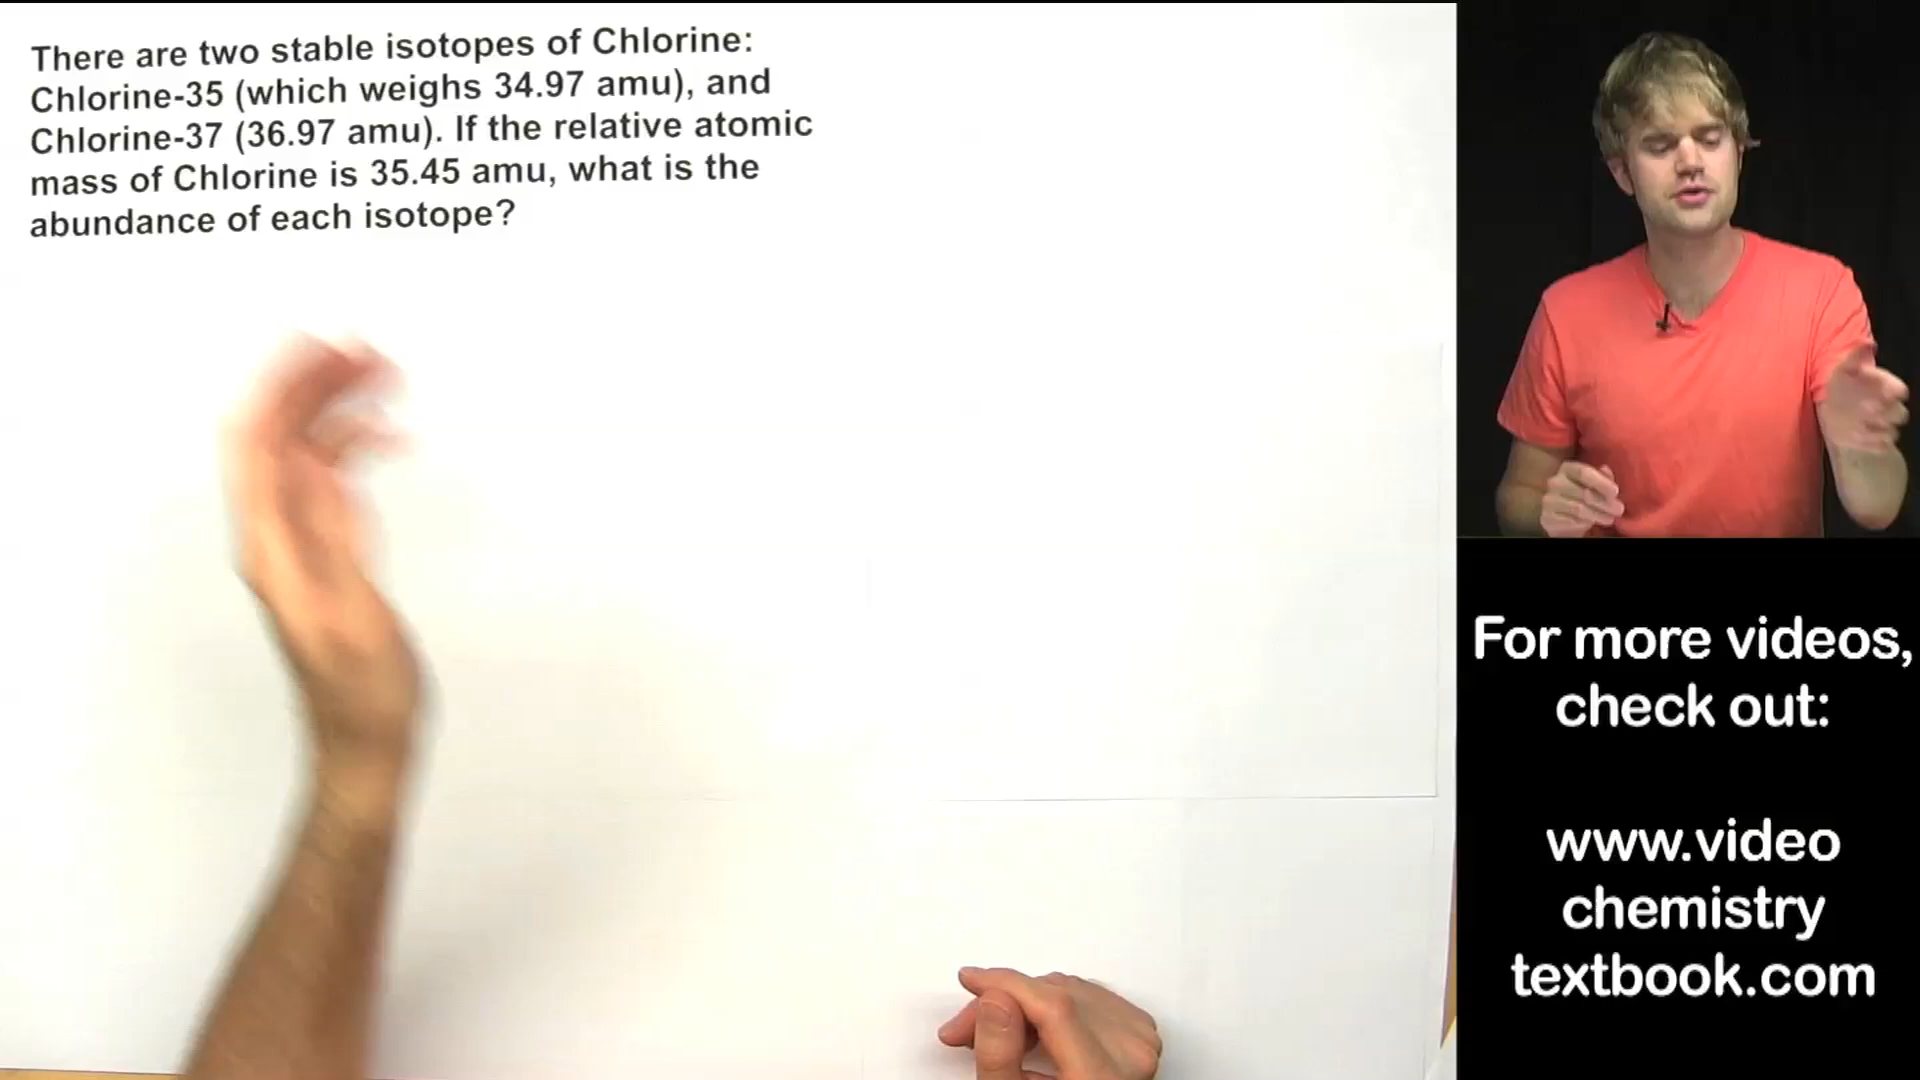 There are two stable isotopes of Chlorine:
Chlorine-35 (which weighs 34.97 amu), and
Chlorine-37 (36.97 amu). If the relative atomic
mass of Chlorine is 35.45 amu, what is the
abundance of each isotope?
For more videos,
check out:
www.video
chemistry
textbook.com